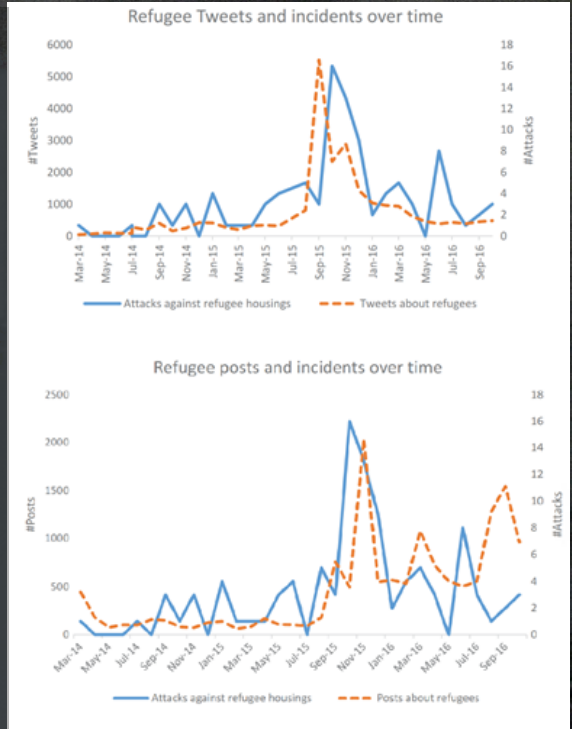 Refugee Tweets and incidents over time
6000
5000
4000
3000
2000
1000
0
#Tweets
18
16
14
12
10
8
6
4
2
0
#Attacks
Mar-14
May-14
Jul-14
Sep-14
Nov-14
Jan-15
Mar-15
May-15
Jul-15
Sep-15
Nov-15
Jan-16
Mar-16
May-16
Jul-16
Sep-16
Attacks against refugee housings
Tweets about refugees
Refugee posts and incidents over time
2500
2000
1500
1000
500
0
#Posts
18
16
14
12
10
8
6
4
2
0
#Attacks
Mar-14
May-14
Jul-14
Sep-14
Nov-14
Jan-15
Mar-15
May-15
Jul-15
Sep-15
Nov-15
Jan-16
Mar-16
May-16
Jul-16
Sep-16
Attacks against refugee housings
Posts about refugees